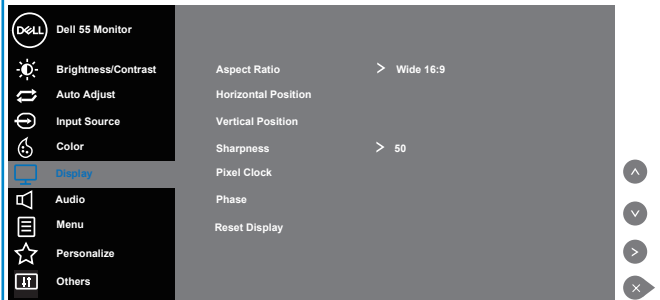 DELL
Dell 55 Monitor
Brightness/Contrast
Auto Adjust
Input Source
Color
Display
Audio
Menu
Personalize
Others
Aspect Ratio > Wide 16:9
Horizontal Position
Vertical Position
Sharpness > 50
Pixel Clock
Phase
Reset Display